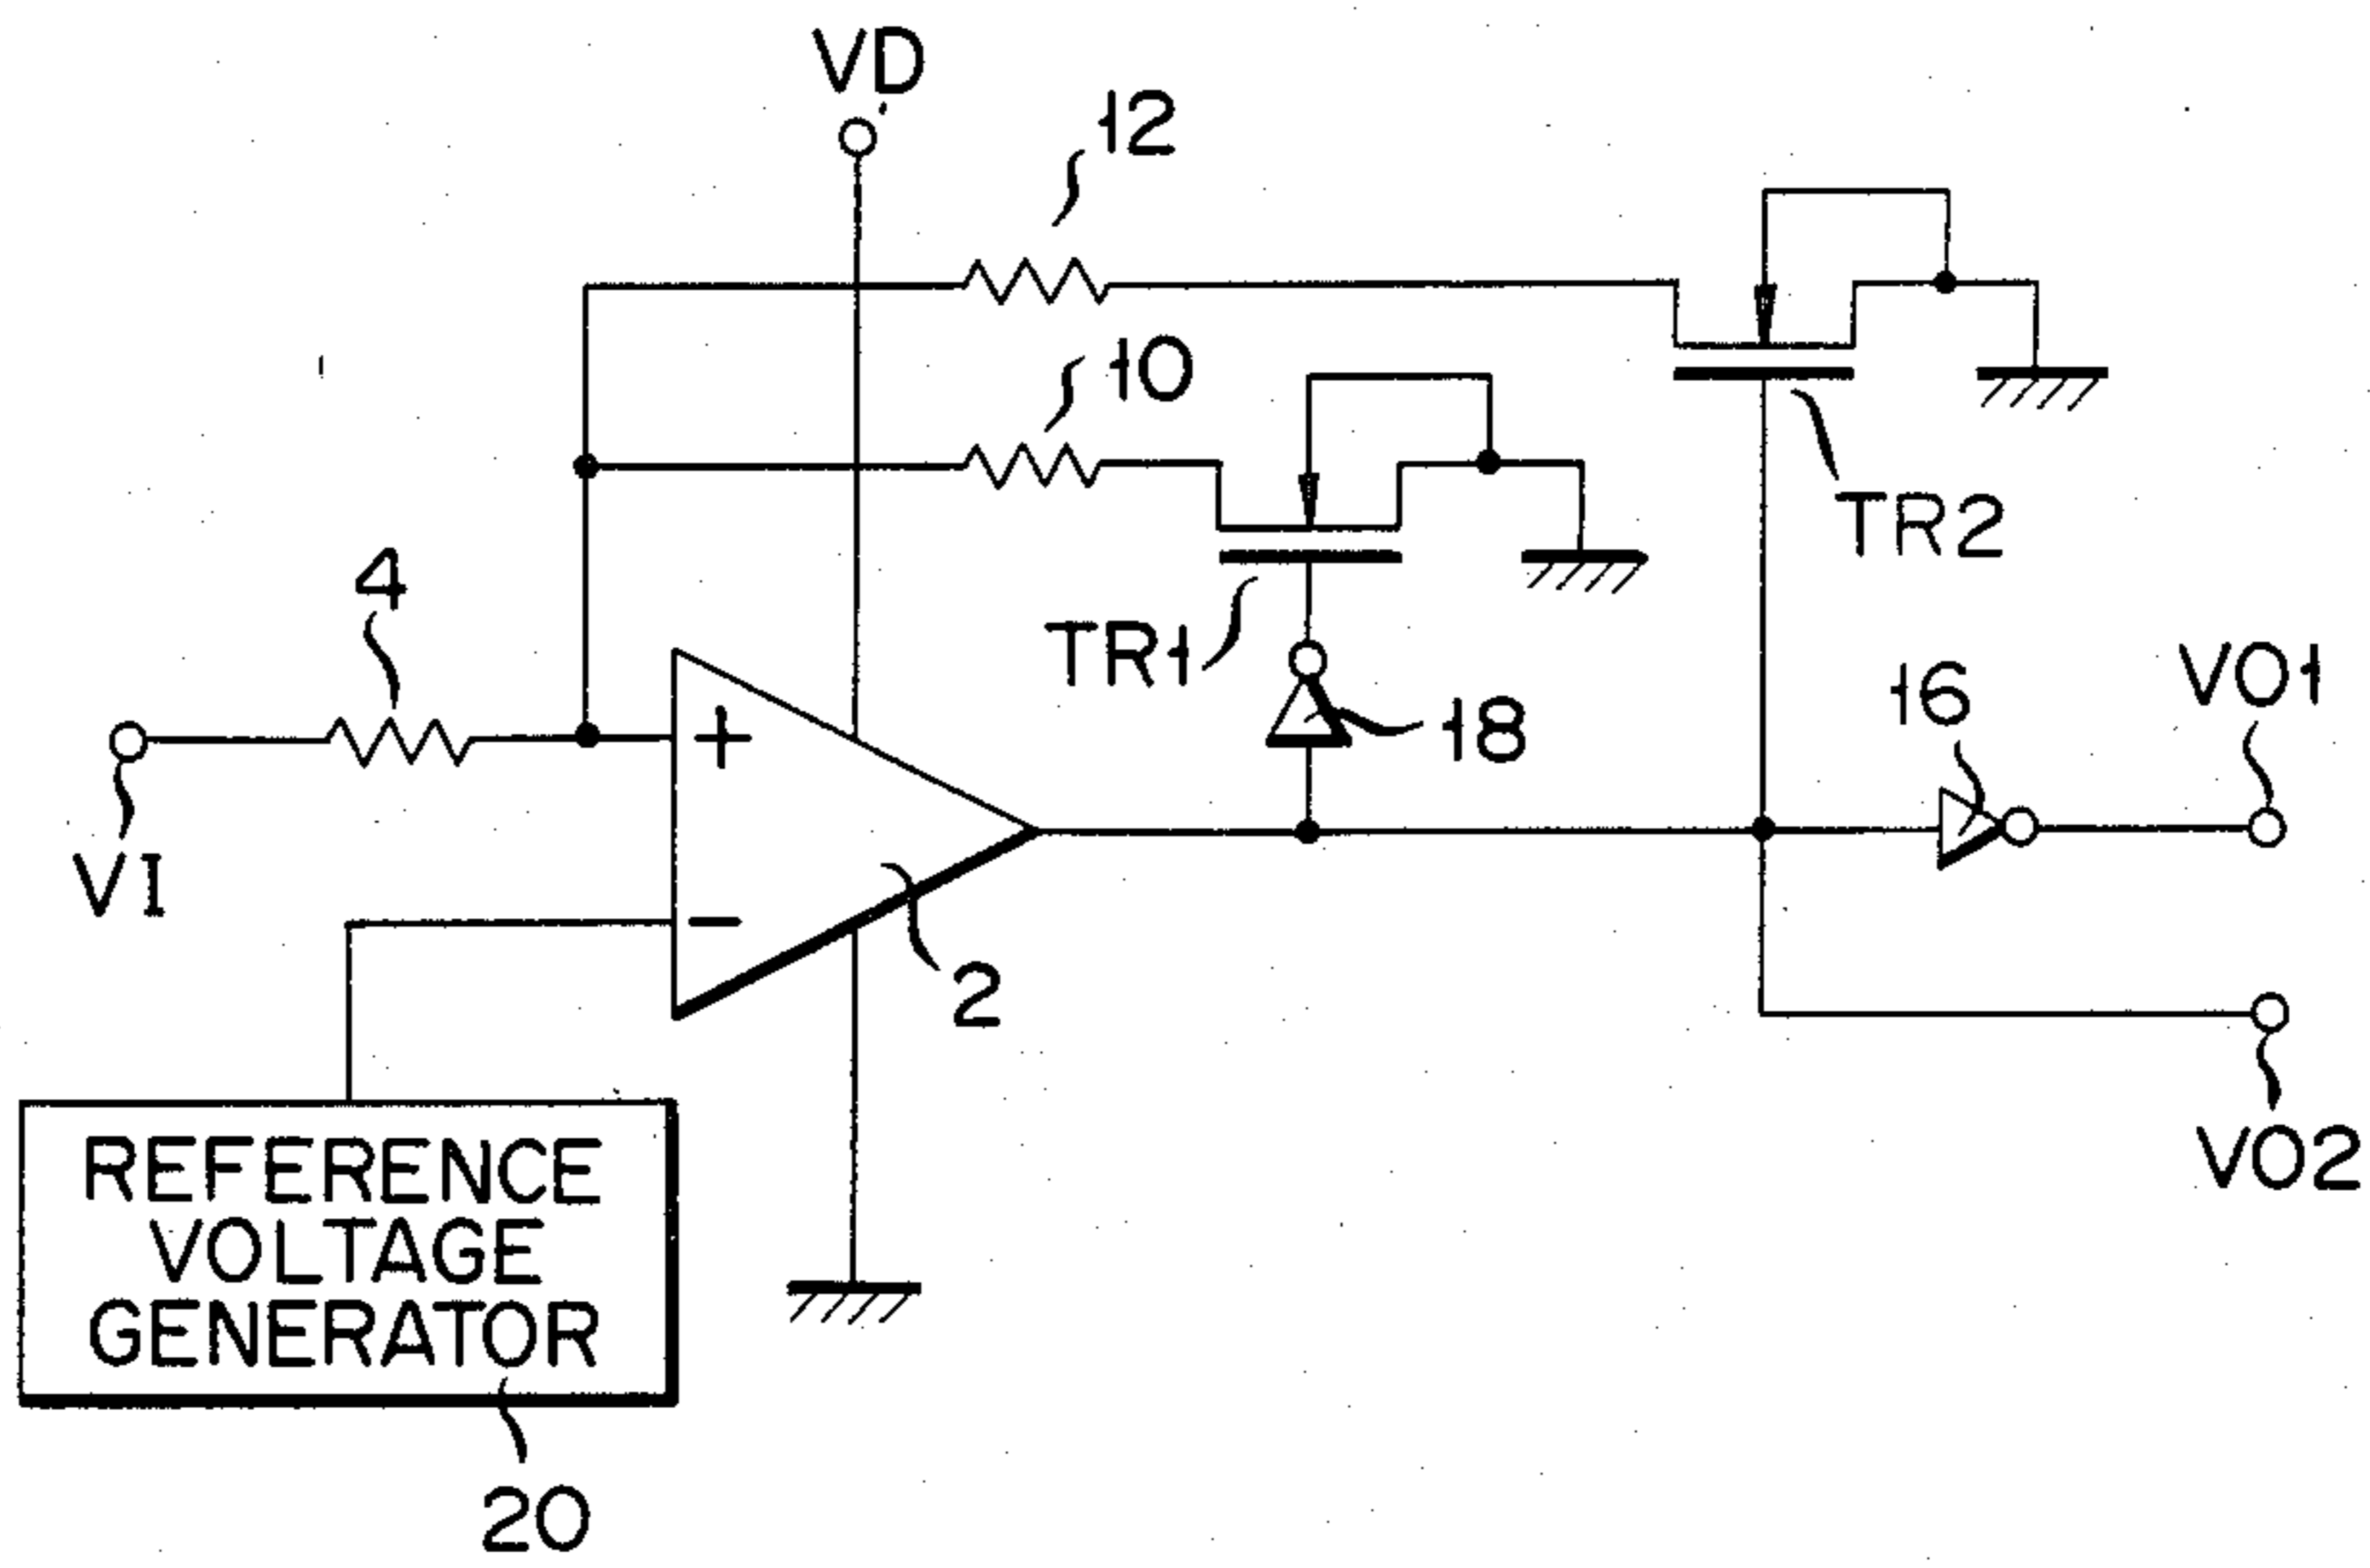 VD
12
10
TR2
4
TR1
18
16
VO1
VI
+
-
2
VO2
REFERENCE
VOLTAGE
GENERATOR
20